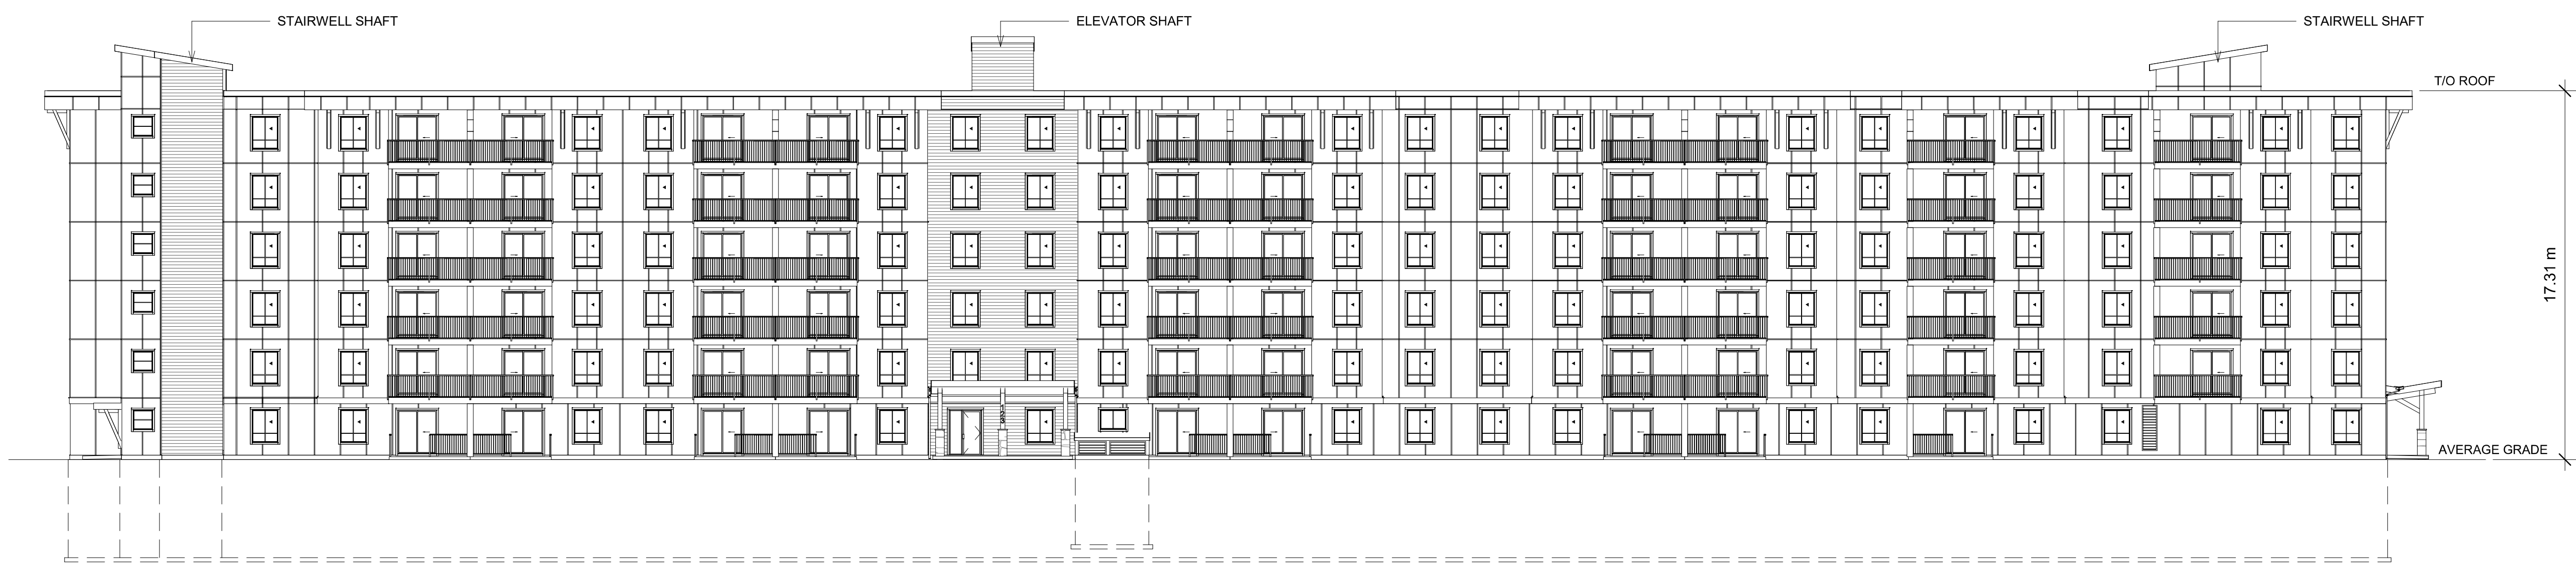 STAIRWELL SHAFT
ELEVATOR SHAFT
STAIRWELL SHAFT
T/O ROOF
17.31 m
AVERAGE GRADE